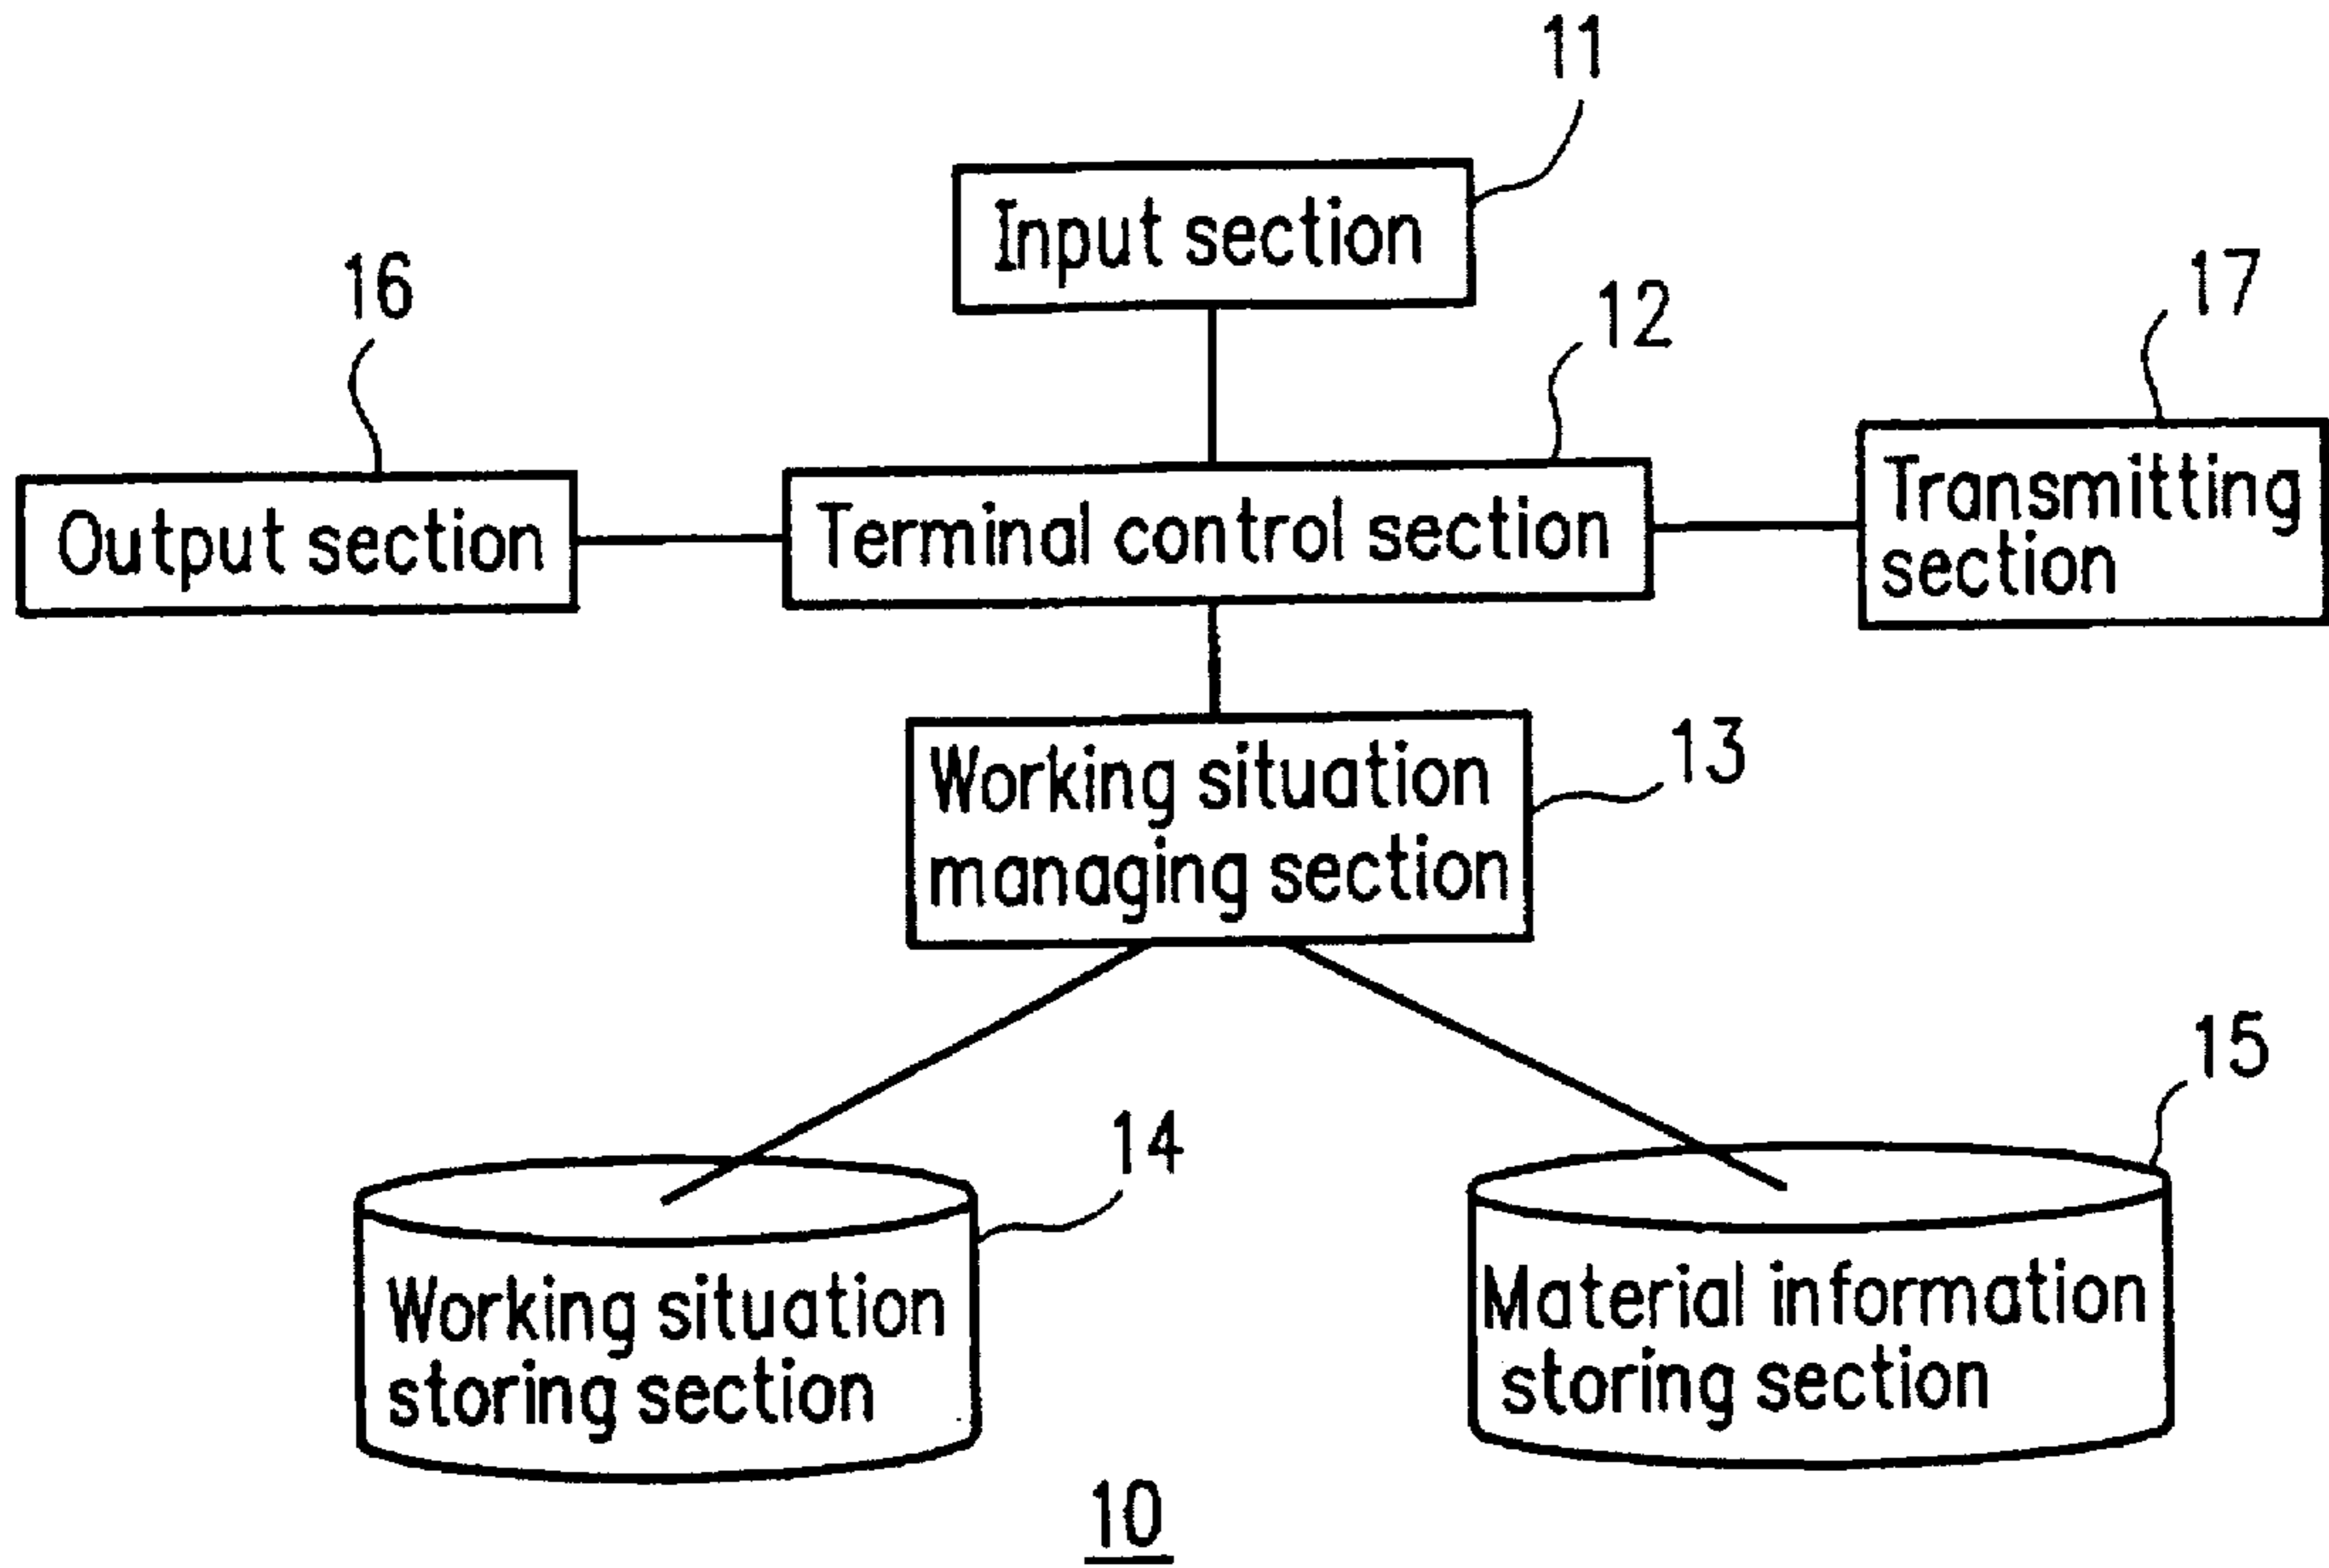 11
Input section
16
12
17
Output section
Terminal control section
Transmitting
section
13
Working situation
managing section
15
14
Working situation
storing section
Material information
storing section
10